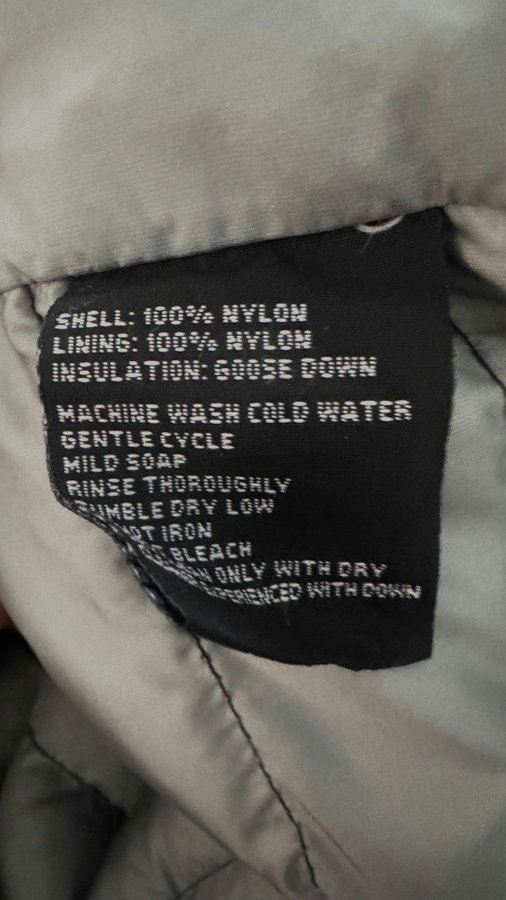 SHELL: 100% NYLON
LINING: 100% NYLON
INSULATION: GOOSE DOWN
MACHINE WASH COLD WATER
GENTLE CYCLE
MILD SOAP
RINSE THOROUGHLY
TUMBLE DRY LOW
IRON
BLEACH
ONLY WITH DRY
EXPERIENCED WITH DOWN